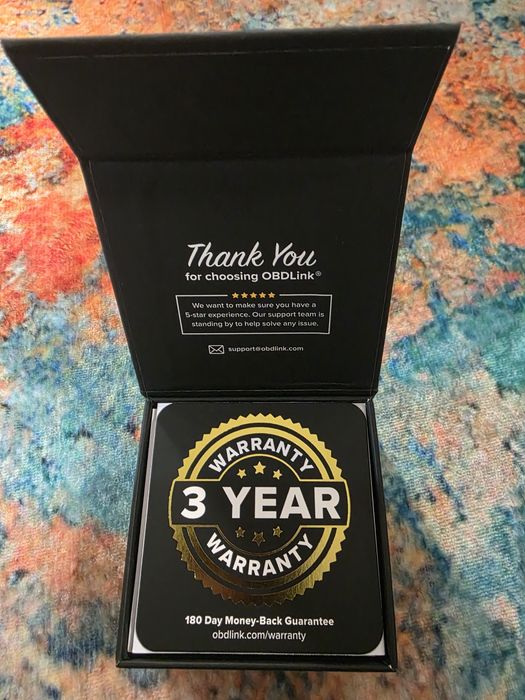 Thank You
for choosing OBDLink®
We want to make sure you have a
5-star experience. Our support team is
standing by to help solve any issue.
support@obdlink.com
WARRANTY
3 YEAR
WARRANTY
180 Day Money-Back Guarantee
obdlink.com/warranty